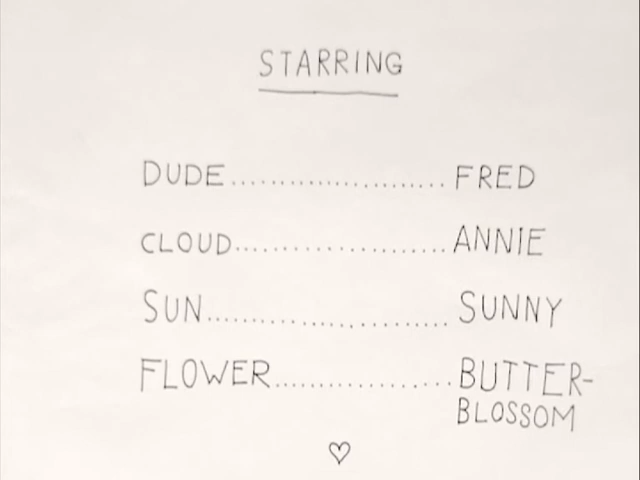 STARRING
DUDE......................FRED
CLOUD......................ANNIE
SUN.........................SUNNY
FLOWER...................BUTTER-
BLOSSOM